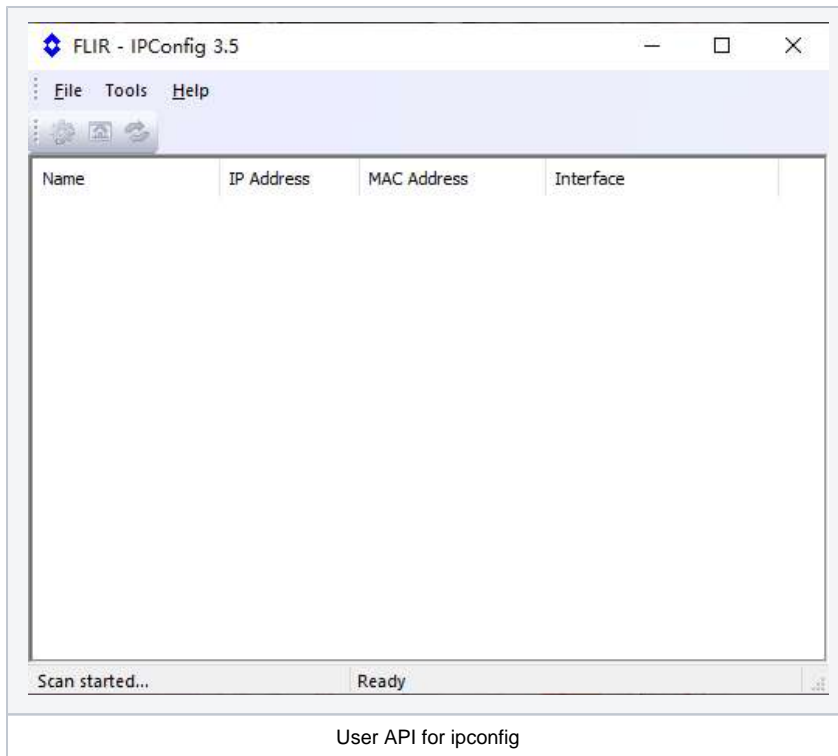 FLIR - IPConfig 3.5
File Tools Help
Name IP Address MAC Address Interface
Scan started... Ready
User API for ipconfig